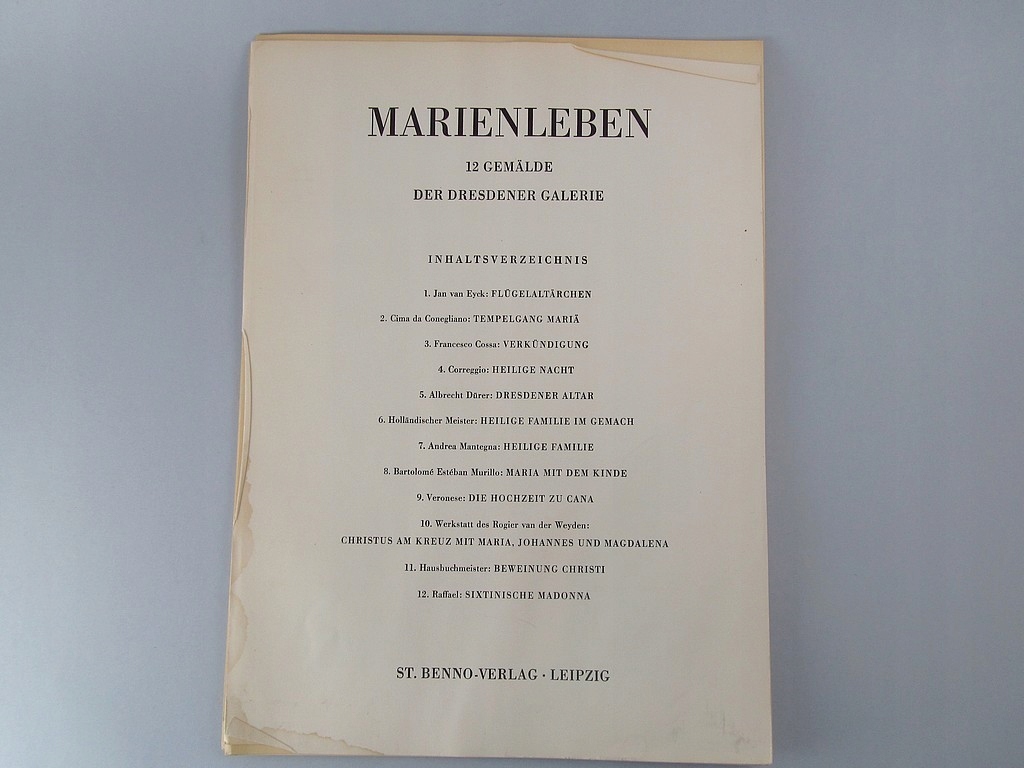 MARIENLEBEN
12 GEMÄLDE
DER DRESDENER GALERIE
INHALTSVERZEICHNIS
1. Jan van Eyck: FLÜGELALTÄRCHEN
2. Cima da Conegliano: TEMPELGANG MARIÄ
3. Francesco Cossa: VERKÜNDIGUNG
4. Correggio: HEILIGE NACHT
5. Albrecht Dürer: DRESDENER ALTAR
6. Holländischer Meister: HEILIGE FAMILIE IM GEMACH
7. Andrea Mantegna: HEILIGE FAMILIE
8. Bartolomé Estéban Murillo: MARIA MIT DEM KINDE
9. Veronese: DIE HOCHZEIT ZU CANA
10. Werkstatt des Rogier van der Weyden:
CHRISTUS AM KREUZ MIT MARIA, JOHANNES UND MAGDALENA
11. Hausbuchmeister: BEWEINUNG CHRISTI
12. Raffael: SIXTINISCHE MADONNA
ST. BENNO-VERLAG · LEIPZIG